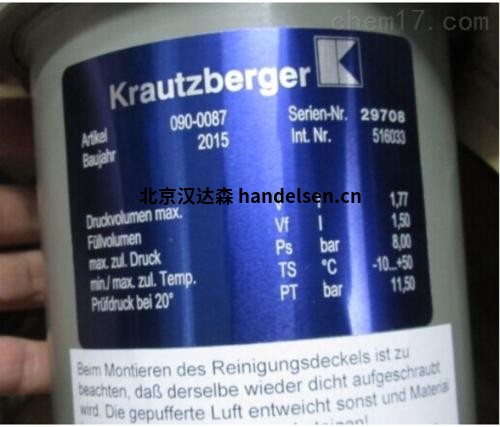 chem17.com
Krautzberger
Artikel 090-0087 Serien-Nr. 29708
Baujahr 2015 Int. Nr. 516033
北京汉达森 handelsen.cn
Druckvolumen max. V l 1,77
Füllvolumen Vf l 1,50
max. zul. Druck Ps bar 8,00
min./ max. zul. Temp. TS °C -10...+50
Prüfdruck bei 20° PT bar 11,50
Beim Montieren des Reinigungsdeckels ist zu
beachten, daß derselbe wieder dicht aufgeschraubt
wird. Die gepufferte Luft entweicht sonst und Material